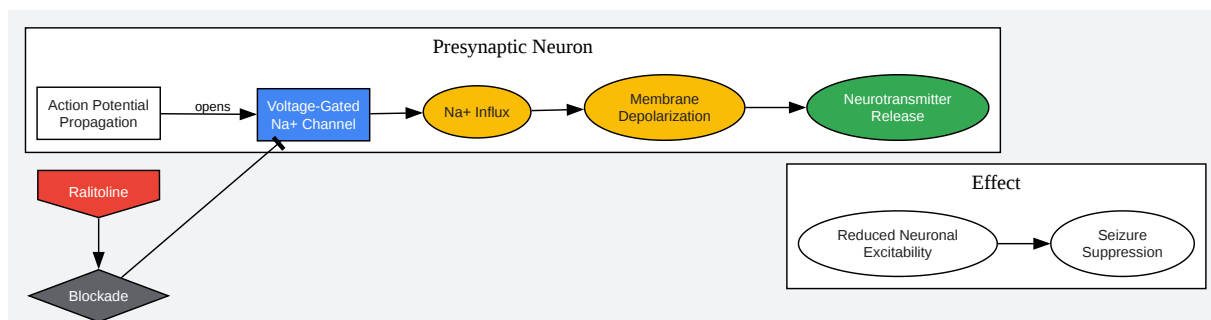 Presynaptic Neuron
Action Potential
Propagation
opens
Voltage-Gated
Na+ Channel
Na+ Influx
Membrane
Depolarization
Neurotransmitter
Release
Ralitoline
Blockade
Effect
Reduced Neuronal
Excitability
Seizure
Suppression